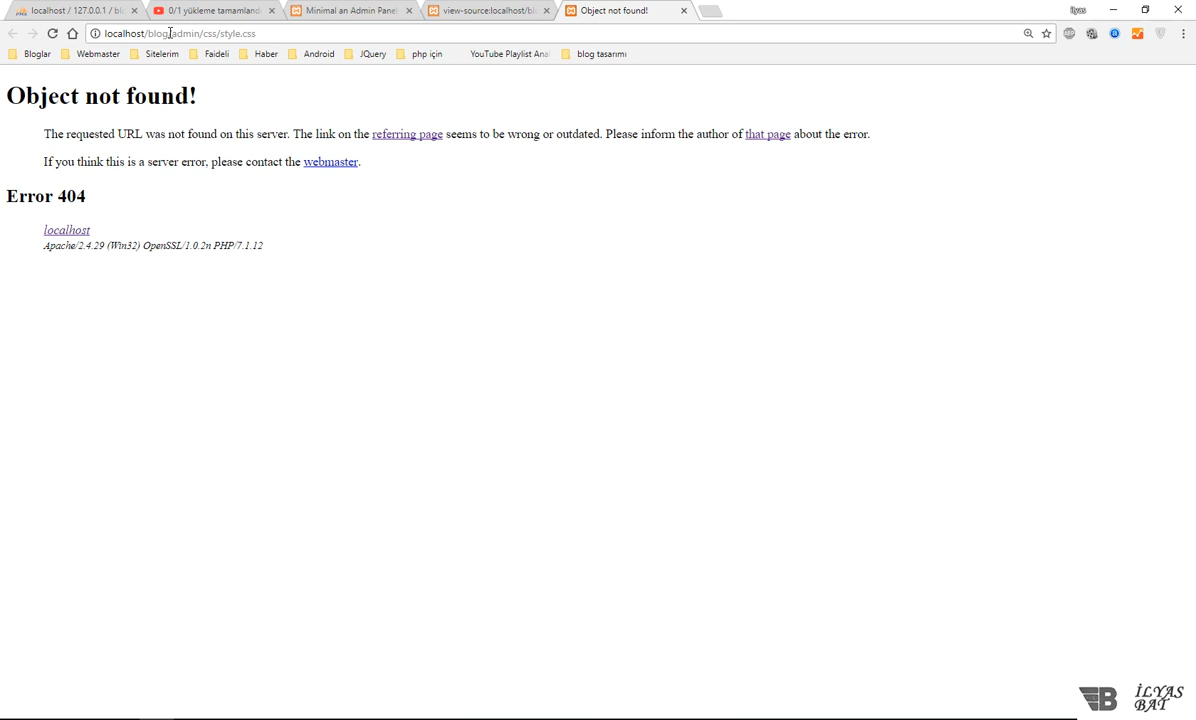 localhost / 127.0.0.1 / blo
0/1 yükleme tamamland
Minimal an Admin Panel
view-source:localhost/blo
Object not found!
ilyas
localhost/blog/admin/css/style.css
Bloglar
Webmaster
Sitelerim
Faideli
Haber
Android
JQuery
php için
YouTube Playlist Anal
blog tasarımı
Object not found!
The requested URL was not found on this server. The link on the referring page seems to be wrong or outdated. Please inform the author of that page about the error.
If you think this is a server error, please contact the webmaster.
Error 404
localhost
Apache/2.4.29 (Win32) OpenSSL/1.0.2n PHP/7.1.12
İLYAS
BAT